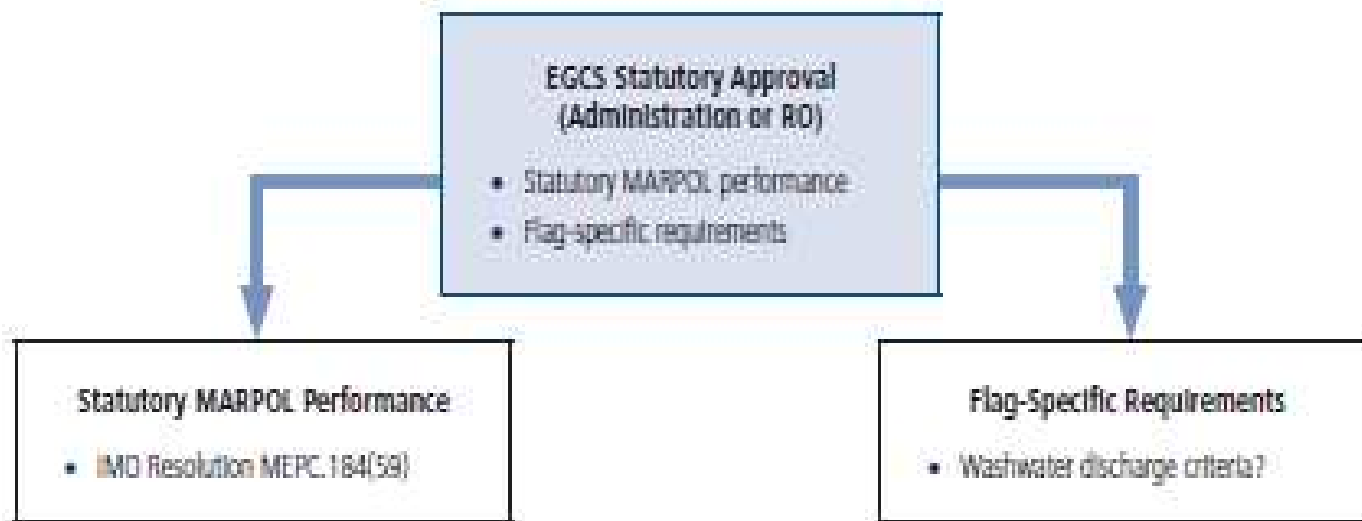 EGCS Statutory Approval
(Administration or RO)
• Statutory MARPOL performance
• Flag-specific requirements
Statutory MARPOL Performance
• IMO Resolution MEPC.184(59)
Flag-Specific Requirements
• Washwater discharge criteria?